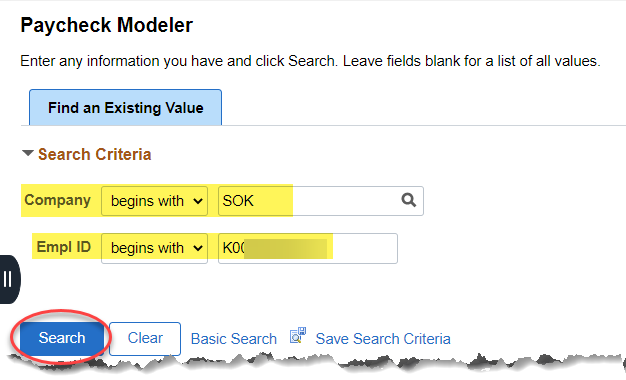 Paycheck Modeler
Enter any information you have and click Search. Leave fields blank for a list of all values.
Find an Existing Value
Search Criteria
Company begins with SOK
Empl ID begins with K00
Search Clear Basic Search Save Search Criteria